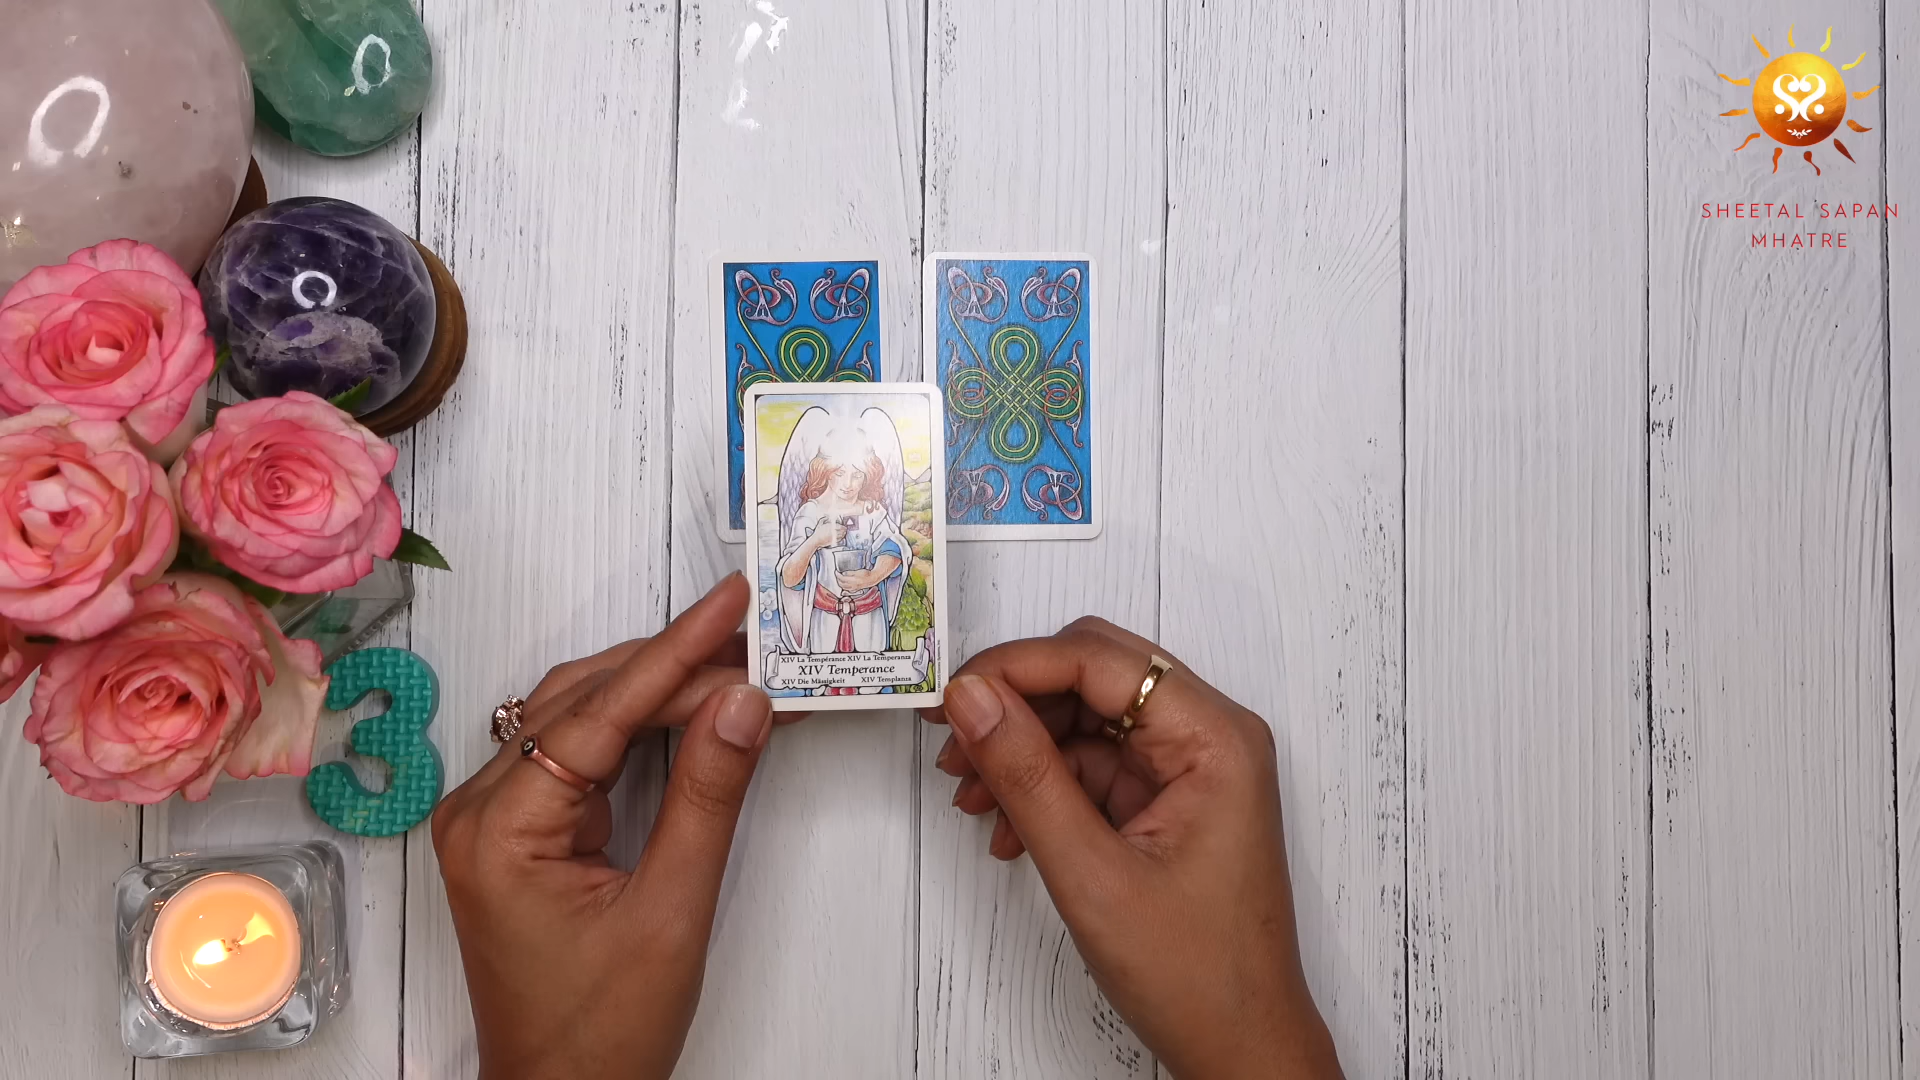 SHEETAL SAPAN
MHATRE
XIV La Tempérance XIV La Temperanza
XIV Temperance
XIV Die Mässigkeit XIV Templanza
3